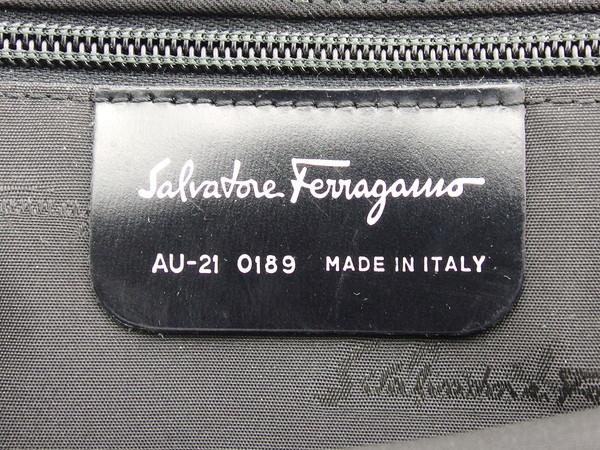 Salvatore Ferragamo
AU-21 0189 MADE IN ITALY